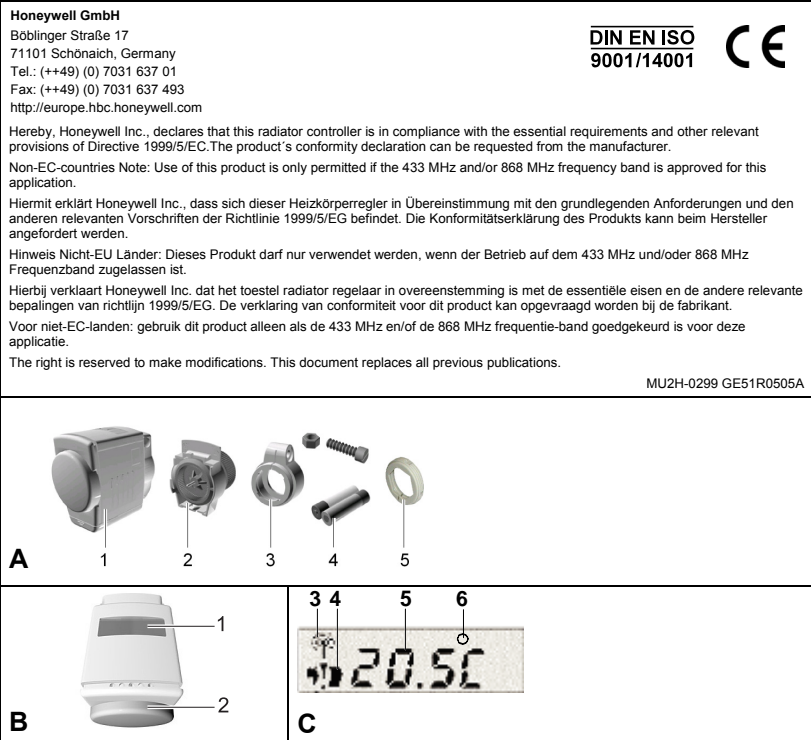 Honeywell GmbH
Böblinger Straße 17
71101 Schönaich, Germany
Tel.: (++49) (0) 7031 637 01
Fax: (++49) (0) 7031 637 493
http://europe.hbc.honeywell.com
DIN EN ISO
9001/14001
CE
Hereby, Honeywell Inc., declares that this radiator controller is in compliance with the essential requirements and other relevant
provisions of Directive 1999/5/EC.The product´s conformity declaration can be requested from the manufacturer.
Non-EC-countries Note: Use of this product is only permitted if the 433 MHz and/or 868 MHz frequency band is approved for this
application.
Hiermit erklärt Honeywell Inc., dass sich dieser Heizkörperregler in Übereinstimmung mit den grundlegenden Anforderungen und den
anderen relevanten Vorschriften der Richtlinie 1999/5/EG befindet. Die Konformitätserklärung des Produkts kann beim Hersteller
angefordert werden.
Hinweis Nicht-EU Länder: Dieses Produkt darf nur verwendet werden, wenn der Betrieb auf dem 433 MHz und/oder 868 MHz
Frequenzband zugelassen ist.
Hierbij verklaart Honeywell Inc. dat het toestel radiator regelaar in overeenstemming is met de essentiële eisen en de andere relevante
bepalingen van richtlijn 1999/5/EG. De verklaring van conformiteit voor dit product kan opgevraagd worden bij de fabrikant.
Voor niet-EC-landen: gebruik dit product alleen als de 433 MHz en/of de 868 MHz frequentie-band goedgekeurd is voor deze
applicatie.
The right is reserved to make modifications. This document replaces all previous publications.
MU2H-0299 GE51R0505A
A
1 2 3 4 5
1
2
B
3 4 5 6
20.5C
C